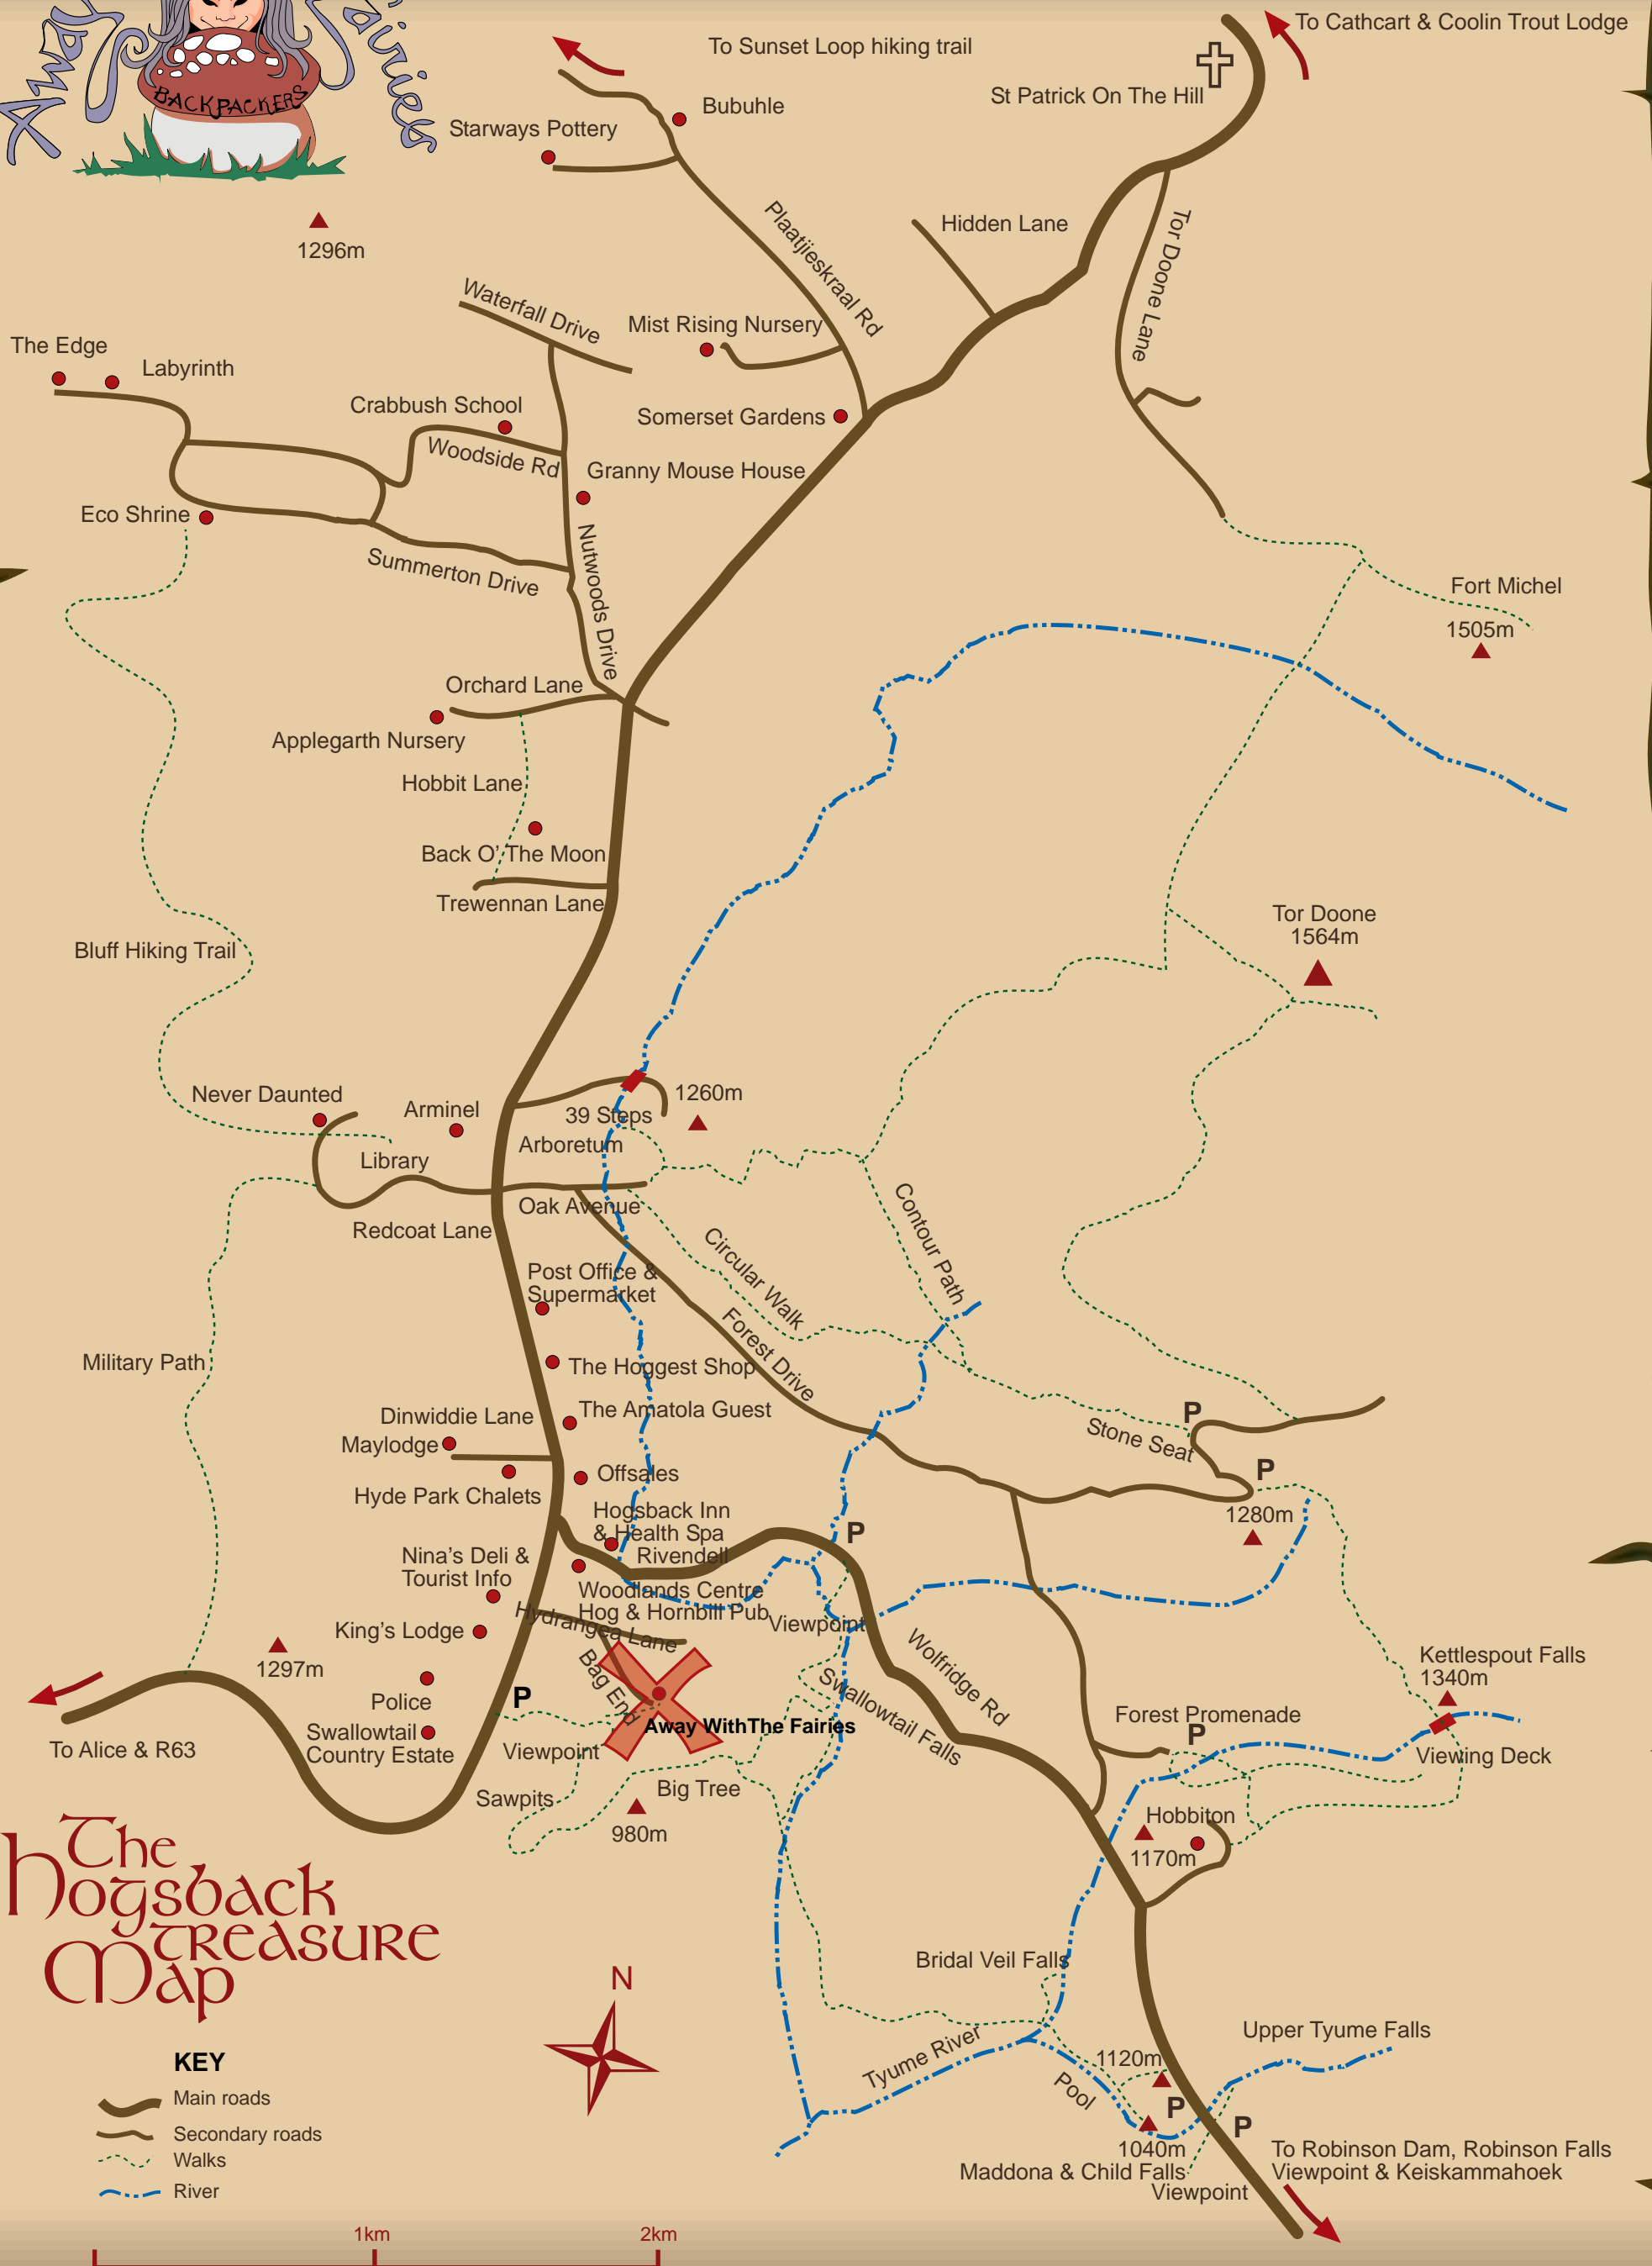 Away
Fairies
BACKPACKERS
To Cathcart & Coolin Trout Lodge
To Sunset Loop hiking trail
St Patrick On The Hill
Bubuhle
Starways Pottery
Plaatjieskraal Rd
Hidden Lane
Tor Doone Lane
1296m
Waterfall Drive
Mist Rising Nursery
The Edge
Labyrinth
Crabbush School
Somerset Gardens
Woodside Rd
Granny Mouse House
Eco Shrine
Summerton Drive
Nutwoods Drive
Fort Michel
1505m
Orchard Lane
Applegarth Nursery
Hobbit Lane
Back O' The Moon
Trewennan Lane
Tor Doone
1564m
Bluff Hiking Trail
Never Daunted
Arminel
39 Steps
1260m
Arboretum
Library
Oak Avenue
Redcoat Lane
Contour Path
Circular Walk
Post Office &
Supermarket
Forest Drive
Military Path
The Hoggest Shop
Dinwiddie Lane
The Amatola Guest
Maylodge
P
Stone Seat
Offsales
Hyde Park Chalets
P
1280m
Hogsback Inn
& Health Spa
P
Rivendell
Nina's Deli &
Tourist Info
Woodlands Centre
Hog & Hornbill Pub
Hydrangea Lane
Viewpoint
King's Lodge
1297m
Bag End
Wolfridge Rd
Swallowtail Falls
Kettlespout Falls
1340m
Police
P
Away WithThe Fairies
Forest Promenade
P
Swallowtail
Country Estate
To Alice & R63
Viewpoint
Viewing Deck
Big Tree
Sawpits
980m
Hobbiton
1170m
The
Hogsback
Treasure
Map
Bridal Veil Falls
N
Tyume River
Upper Tyume Falls
1120m
Pool
P
P
1040m
Maddona & Child Falls
Viewpoint
To Robinson Dam, Robinson Falls
Viewpoint & Keiskammahoek
KEY
Main roads
Secondary roads
Walks
River
1km
2km